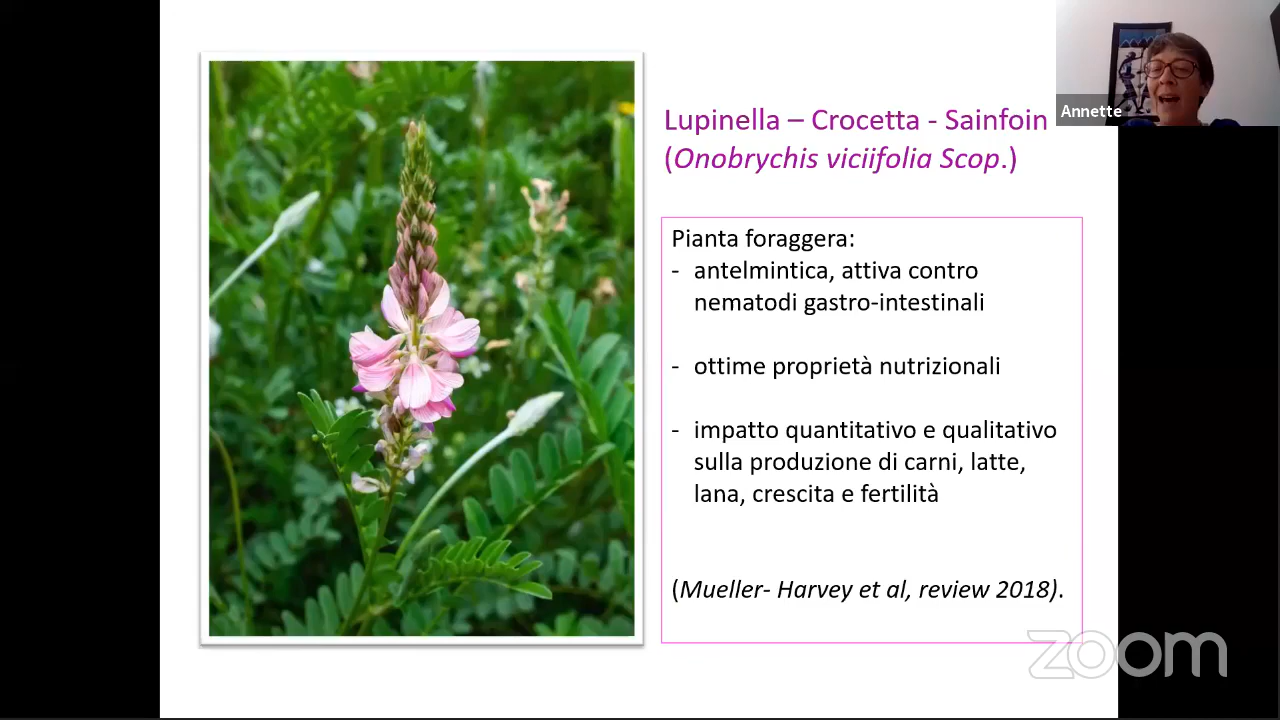 Lupinella – Crocetta - Sainfoin
(Onobrychis viciifolia Scop.)
Annette
Pianta foraggera:
- antelmintica, attiva contro
nematodi gastro-intestinali
- ottime proprietà nutrizionali
- impatto quantitativo e qualitativo
sulla produzione di carni, latte,
lana, crescita e fertilità
(Mueller- Harvey et al, review 2018).
zoom